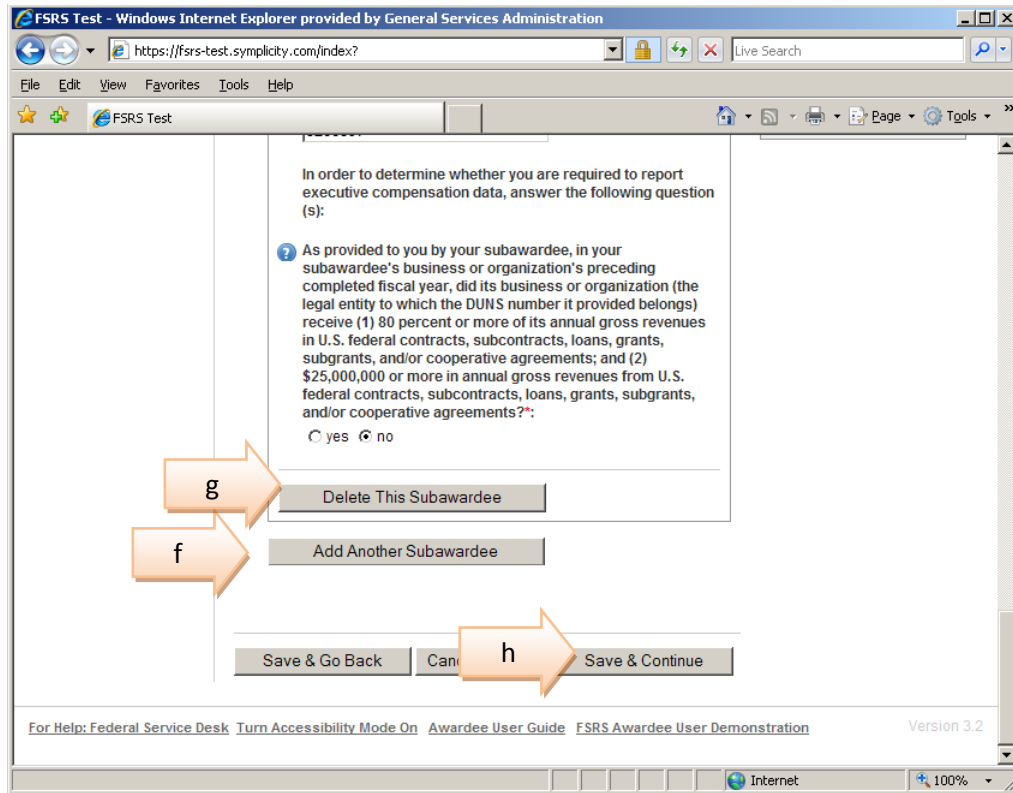 FSRS Test - Windows Internet Explorer provided by General Services Administration
https://fsrs-test.symplicity.com/index?
Live Search
File Edit View Favorites Tools Help
FSRS Test
Page Tools »
In order to determine whether you are required to report
executive compensation data, answer the following question
(s):
? As provided to you by your subawardee, in your
subawardee's business or organization's preceding
completed fiscal year, did its business or organization (the
legal entity to which the DUNS number it provided belongs)
receive (1) 80 percent or more of its annual gross revenues
in U.S. federal contracts, subcontracts, loans, grants,
subgrants, and/or cooperative agreements; and (2)
$25,000,000 or more in annual gross revenues from U.S.
federal contracts, subcontracts, loans, grants, subgrants,
and/or cooperative agreements?*:
yes no
g
Delete This Subawardee
f
Add Another Subawardee
h
Save & Go Back Can Save & Continue
For Help: Federal Service Desk Turn Accessibility Mode On Awardee User Guide FSRS Awardee User Demonstration Version 3.2
Internet 100%